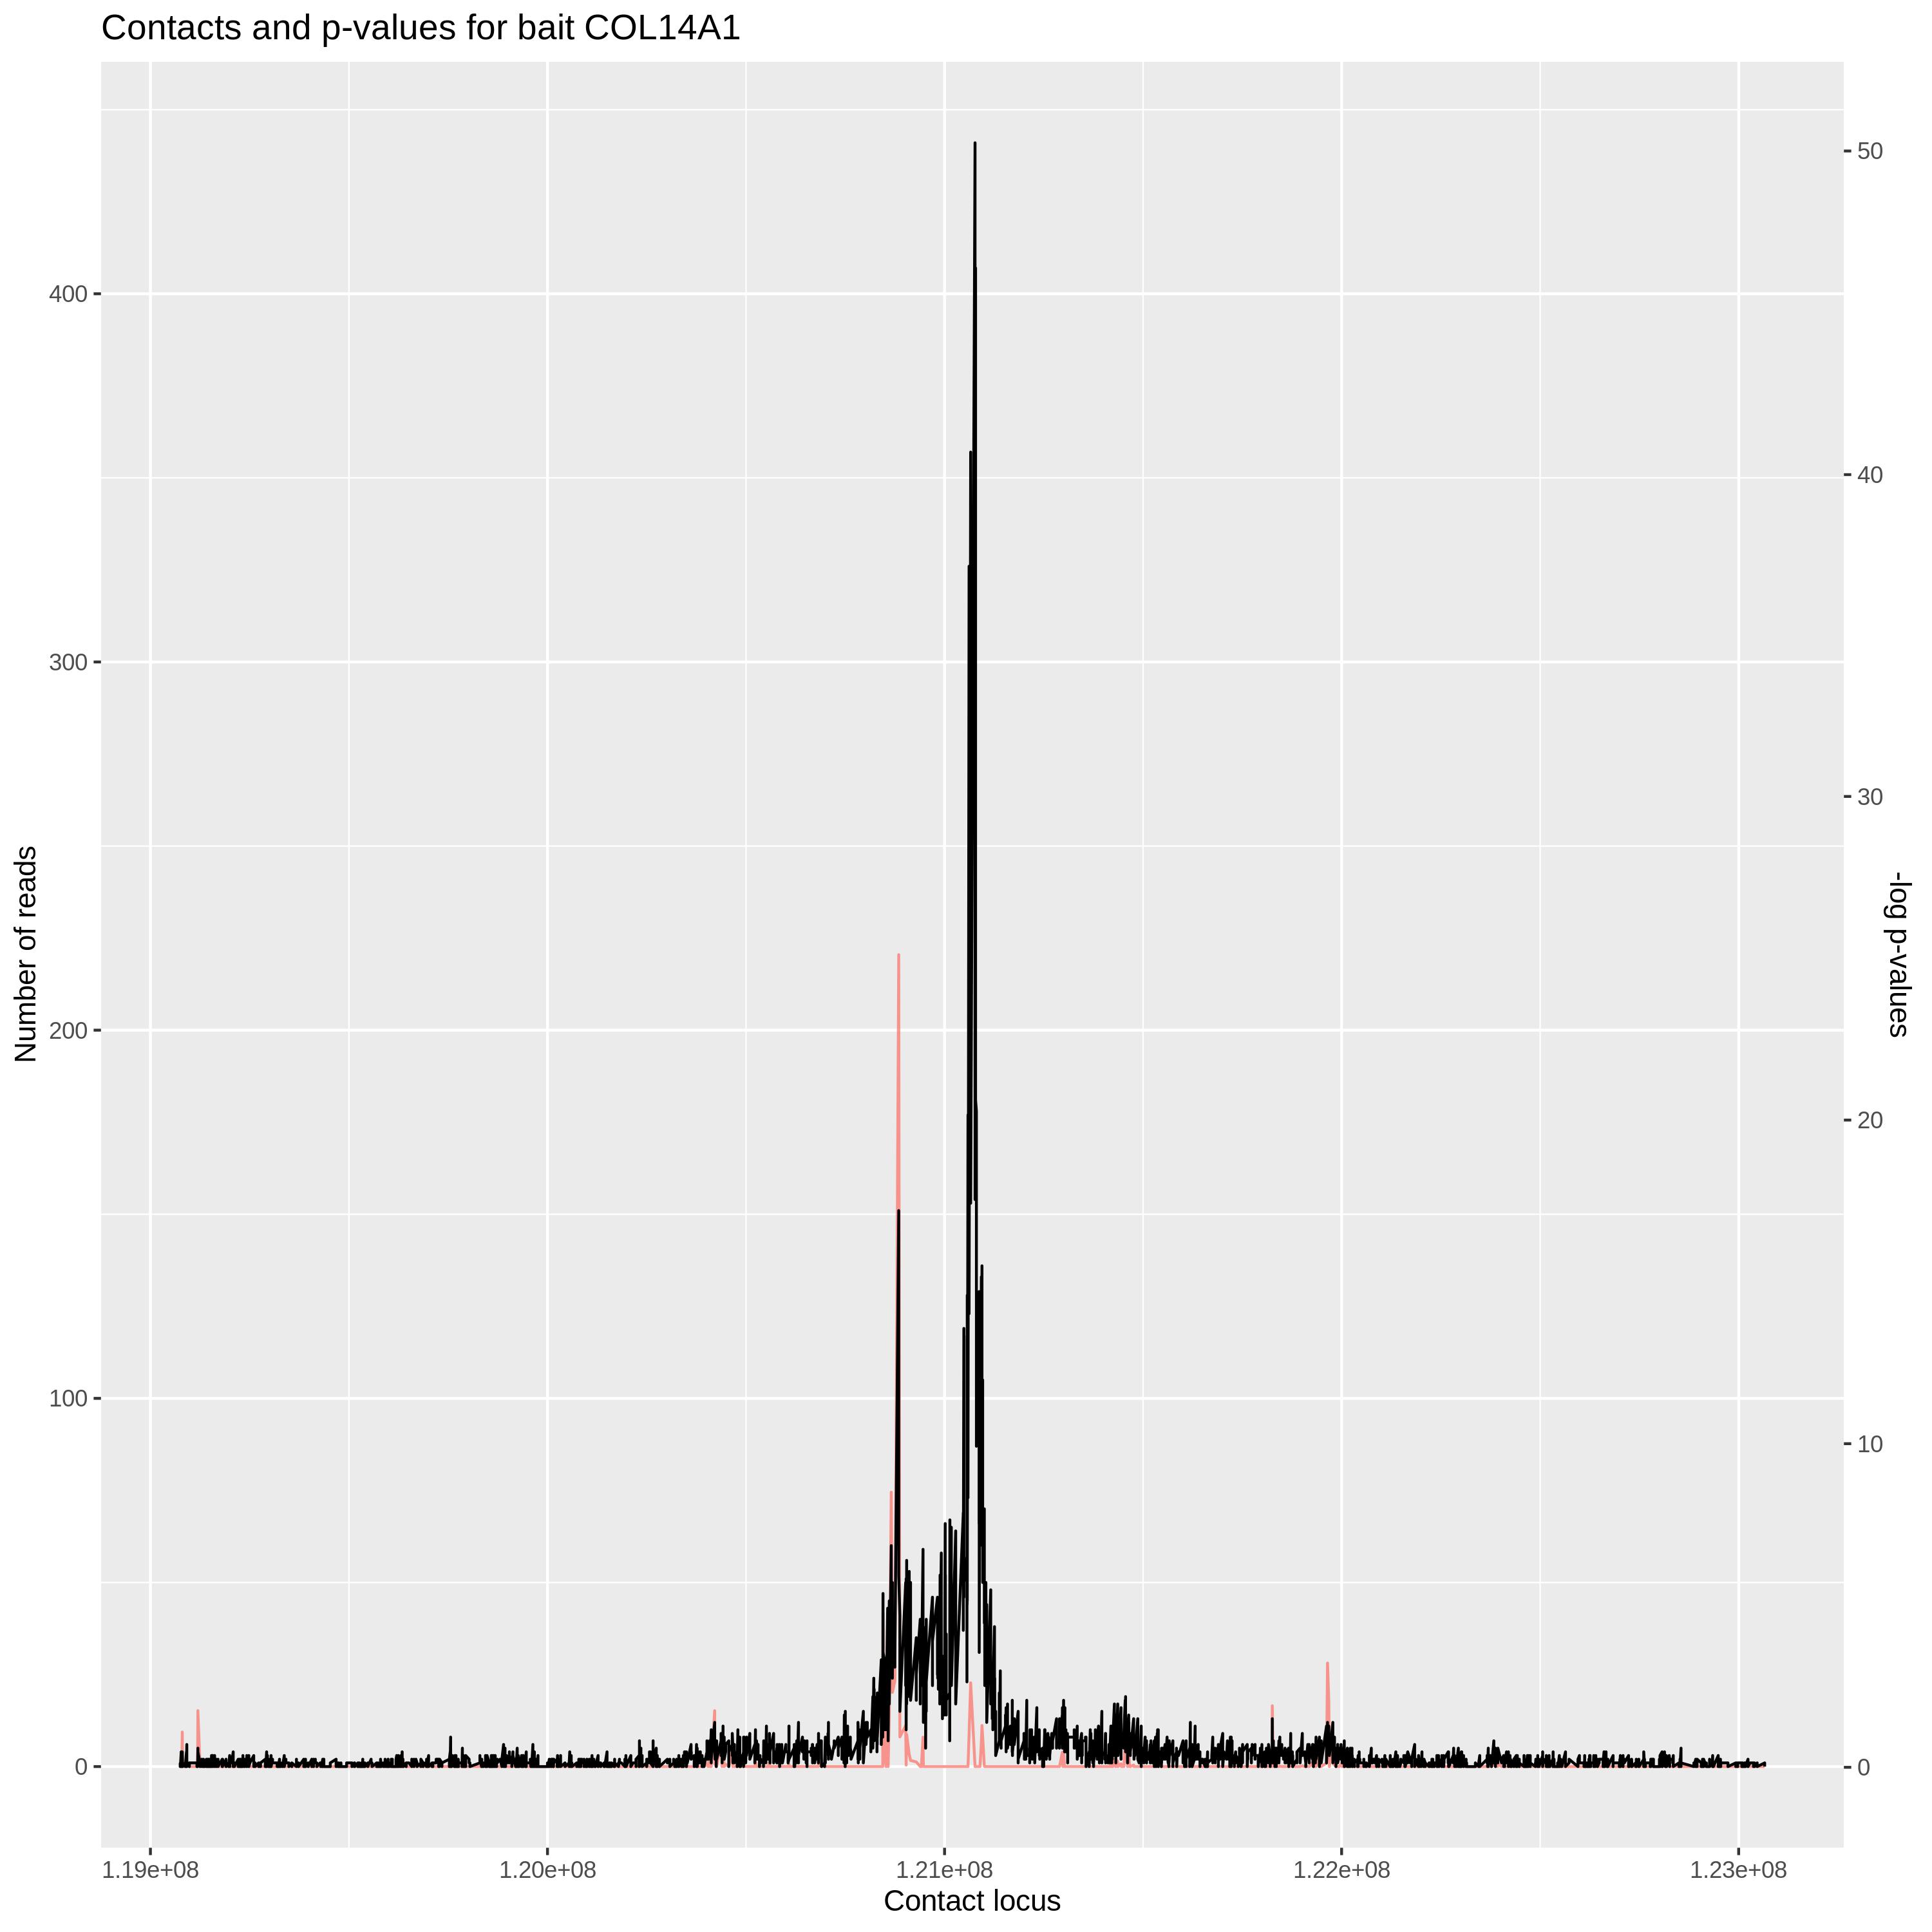 Contacts and p-values for bait COL14A1
400
300
200
100
0
Number of reads
50
40
30
20
10
0
-log p-values
1.19e+08
1.20e+08
1.21e+08
1.22e+08
1.23e+08
Contact locus